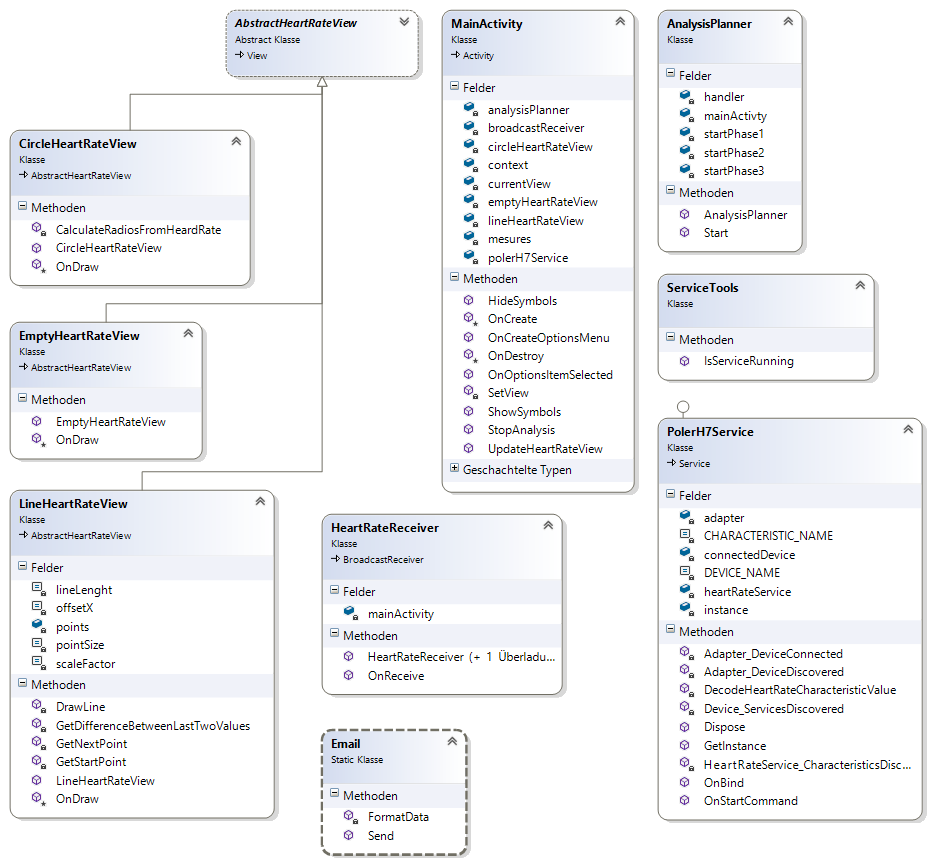 AbstractHeartRateView
Abstract Klasse
View
CircleHeartRateView
Klasse
AbstractHeartRateView
Methoden
CalculateRadiosFromHeardRate
CircleHeartRateView
OnDraw
EmptyHeartRateView
Klasse
AbstractHeartRateView
Methoden
EmptyHeartRateView
OnDraw
LineHeartRateView
Klasse
AbstractHeartRateView
Felder
lineLenght
offsetX
points
pointSize
scaleFactor
Methoden
DrawLine
GetDifferenceBetweenLastTwoValues
GetNextPoint
GetStartPoint
LineHeartRateView
OnDraw
MainActivity
Klasse
Activity
Felder
analysisPlanner
broadcastReceiver
circleHeartRateView
context
currentView
emptyHeartRateView
lineHeartRateView
mesures
polerH7Service
Methoden
HideSymbols
OnCreate
OnCreateOptionsMenu
OnDestroy
OnOptionsItemSelected
SetView
ShowSymbols
StopAnalysis
UpdateHeartRateView
Geschachtelte Typen
HeartRateReceiver
Klasse
BroadcastReceiver
Felder
mainActivity
Methoden
HeartRateReceiver (+ 1 Überladu...
OnReceive
Email
Static Klasse
Methoden
FormatData
Send
AnalysisPlanner
Klasse
Felder
handler
mainActivty
startPhase1
startPhase2
startPhase3
Methoden
AnalysisPlanner
Start
ServiceTools
Klasse
Methoden
IsServiceRunning
PolerH7Service
Klasse
Service
Felder
adapter
CHARACTERISTIC_NAME
connectedDevice
DEVICE_NAME
heartRateService
instance
Methoden
Adapter_DeviceConnected
Adapter_DeviceDiscovered
DecodeHeartRateCharacteristicValue
Device_ServicesDiscovered
Dispose
GetInstance
HeartRateService_CharacteristicsDisc...
OnBind
OnStartCommand